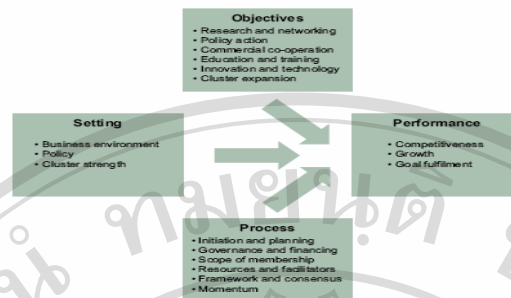 Objectives
• Research and networking
• Policy action
• Commercial co-operation
• Education and training
• Innovation and technology
• Cluster expansion
Setting
• Business environment
• Policy
• Cluster strength
Performance
• Competitiveness
• Growth
• Goal fulfilment
Process
• Initiation and planning
• Governance and financing
• Scope of membership
• Resources and facilitators
• Framework and consensus
• Momentum